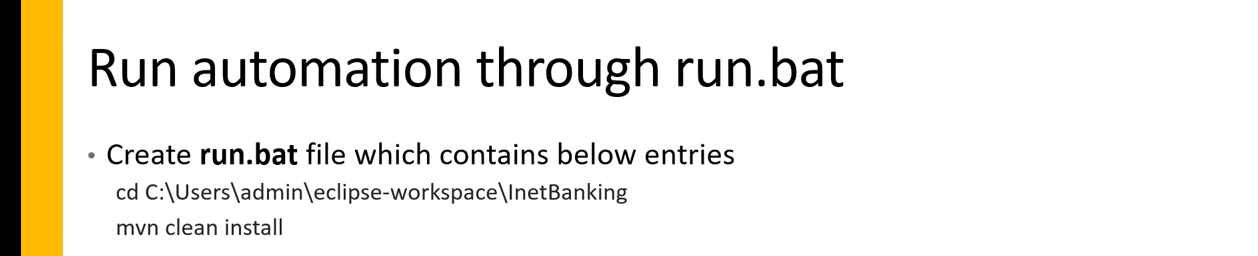 Run automation through run.bat
• Create run.bat file which contains below entries
cd C:\Users\admin\eclipse-workspace\InetBanking
mvn clean install